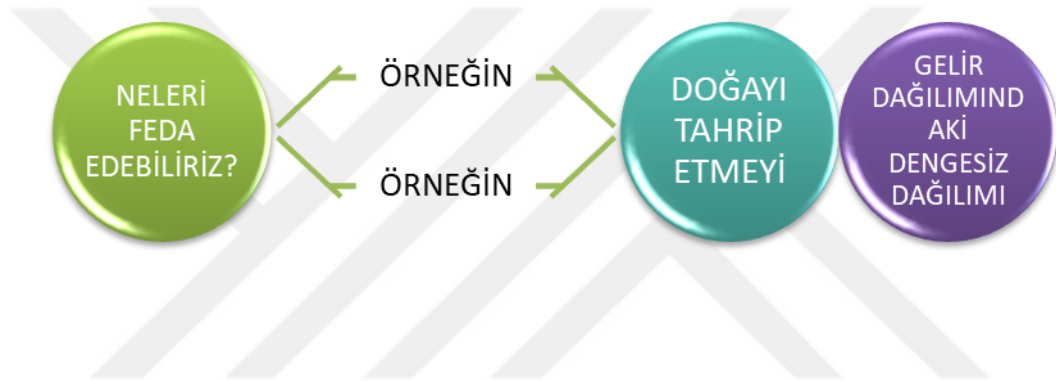 NELERİ
FEDA
EDEBİLİRİZ?
ÖRNEĞİN
ÖRNEĞİN
DOĞAYI
TAHRİP
ETMEYİ
GELİR
DAĞILIMIND
AKİ
DENGESİZ
DAĞILIMI